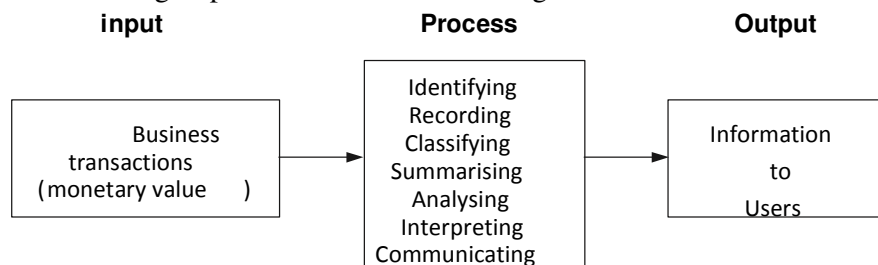 input Process Output
Business
transactions
(monetary value )
Identifying
Recording
Classifying
Summarising
Analysing
Interpreting
Communicating
Information
to
Users